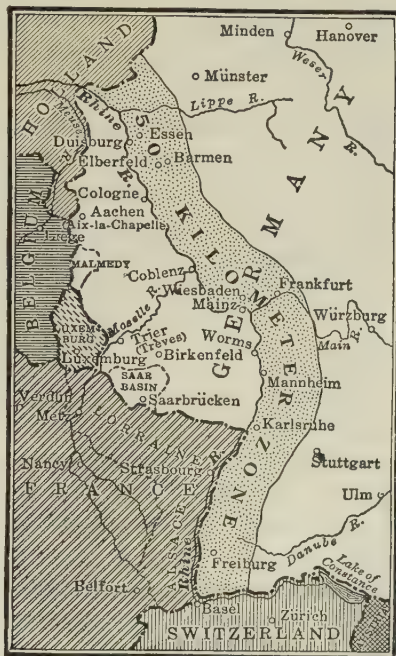 Minden
Hanover
Weser
R.
HOLLAND
Münster
Lippe R.
Rhine
R.
Meuse
R.
50 KILOMETER ZONE
GERMANY
Essen
Duisburg
Elberfeld
Barmen
Cologne
Aachen
(Aix-la-Chapelle)
Liege
BELGIUM
MALMEDY
Coblenz
Frankfurt
Wiesbaden
Mainz
Würzburg
Main R.
LUXEM-
BURG
Moselle R.
Trier
(Treves)
Luxemburg
Birkenfeld
Worms
SAAR
BASIN
Mannheim
Saarbrücken
Verdun
Metz
LORRAINE
Karlsruhe
Nancy
Strasbourg
R.
Stuttgart
FRANCE
Ulm
ALSACE
Rhine
Danube R.
Freiburg
Lake of
Constance
Belfort
Basel
Zürich
SWITZERLAND